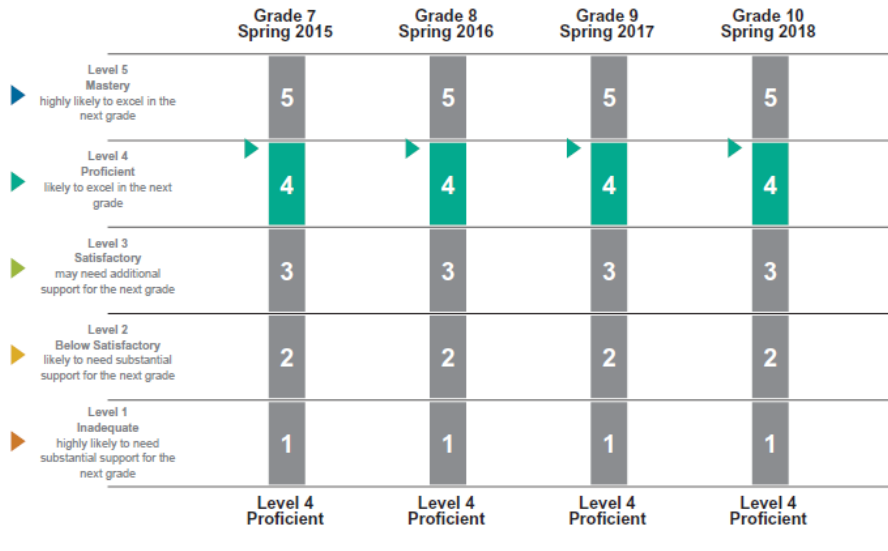 Grade 7 Grade 8 Grade 9 Grade 10
Spring 2015 Spring 2016 Spring 2017 Spring 2018
Level 5
Mastery
highly likely to excel in the
next grade
5 5 5 5
Level 4
Proficient
likely to excel in the next
grade
4 4 4 4
Level 3
Satisfactory
may need additional
support for the next grade
3 3 3 3
Level 2
Below Satisfactory
likely to need substantial
support for the next grade
2 2 2 2
Level 1
Inadequate
highly likely to need
substantial support for the
next grade
1 1 1 1
Level 4 Level 4 Level 4 Level 4
Proficient Proficient Proficient Proficient